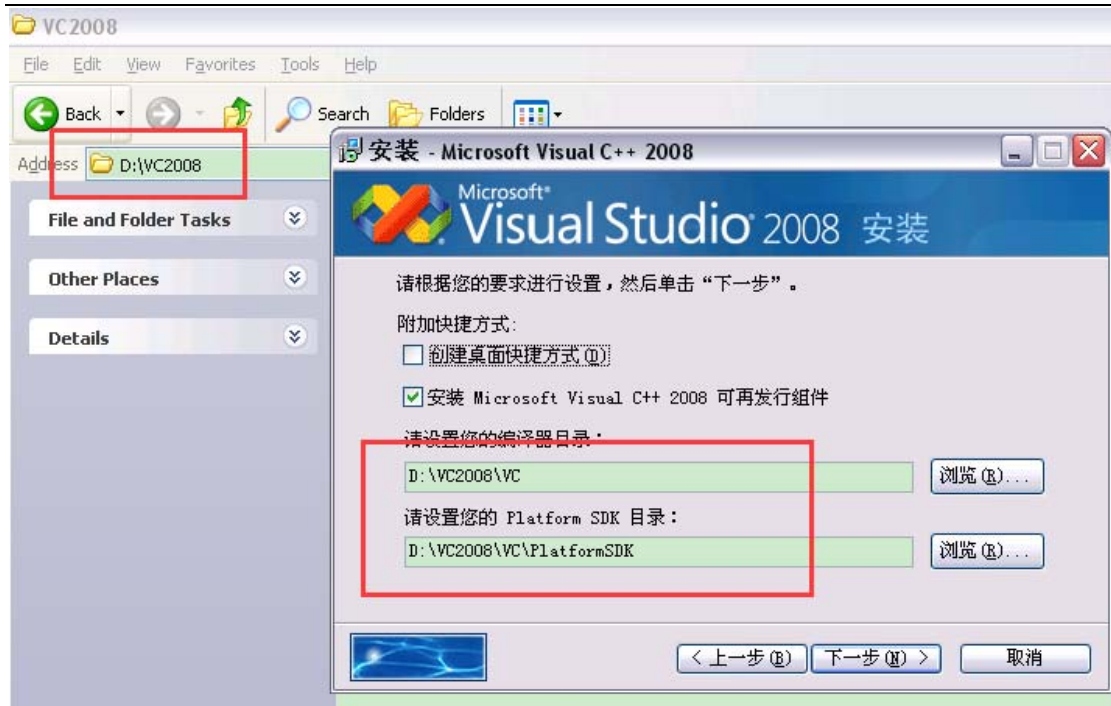 VC2008
File Edit View Favorites Tools Help
Back Search Folders
Address D:\VC2008
File and Folder Tasks
Other Places
Details
安装 - Microsoft Visual C++ 2008
Microsoft®
Visual Studio® 2008 安装
请根据您的要求进行设置，然后单击“下一步”。
附加快捷方式:
创建桌面快捷方式(D)
安装 Microsoft Visual C++ 2008 可再发行组件
请设置您的编译器目录：
D:\VC2008\VC
浏览(R)...
请设置您的 Platform SDK 目录：
D:\VC2008\VC\PlatformSDK
浏览(R)...
< 上一步(B) 下一步(N) > 取消